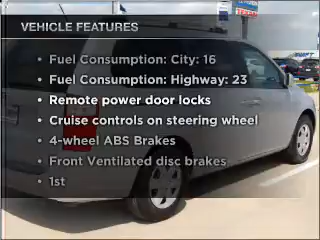 VEHICLE FEATURES
• Fuel Consumption: City: 16
• Fuel Consumption: Highway: 23
• Remote power door locks
• Cruise controls on steering wheel
• 4-wheel ABS Brakes
• Front Ventilated disc brakes
• 1st